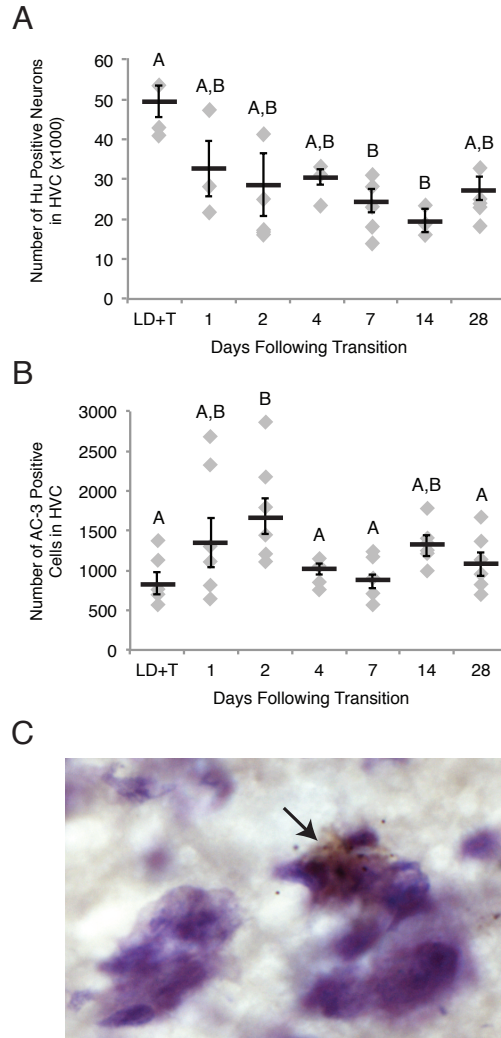 A
Number of Hu Positive Neurons
in HVC (x1000)
60
50
40
30
20
10
0
A
A,B
A,B
A,B
B
B
A,B
LD+T 1 2 4 7 14 28
Days Following Transition
B
Number of AC-3 Positive
Cells in HVC
3000
2500
2000
1500
1000
500
0
A
A,B
B
A
A
A,B
A
LD+T 1 2 4 7 14 28
Days Following Transition
C